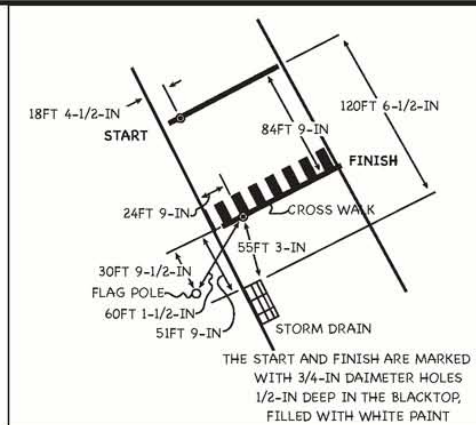 18FT 4-1/2-IN
START
120FT 6-1/2-IN
84FT 9-IN
FINISH
24FT 9-IN
CROSS WALK
55FT 3-IN
30FT 9-1/2-IN
FLAG POLE
60FT 1-1/2-IN
51FT 9-IN
STORM DRAIN
THE START AND FINISH ARE MARKED
WITH 3/4-IN DAIMETER HOLES
1/2-IN DEEP IN THE BLACKTOP,
FILLED WITH WHITE PAINT